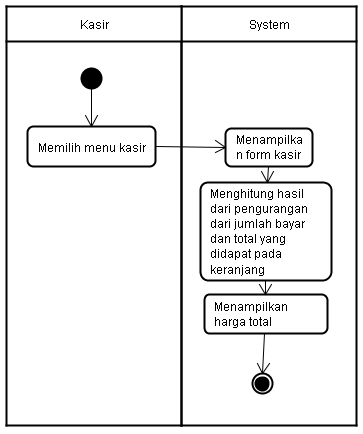 Kasir
System
Memilih menu kasir
Menampilka
n form kasir
Menghitung hasil
dari pengurangan
dari jumlah bayar
dan total yang
didapat pada
keranjang
Menampilkan
harga total